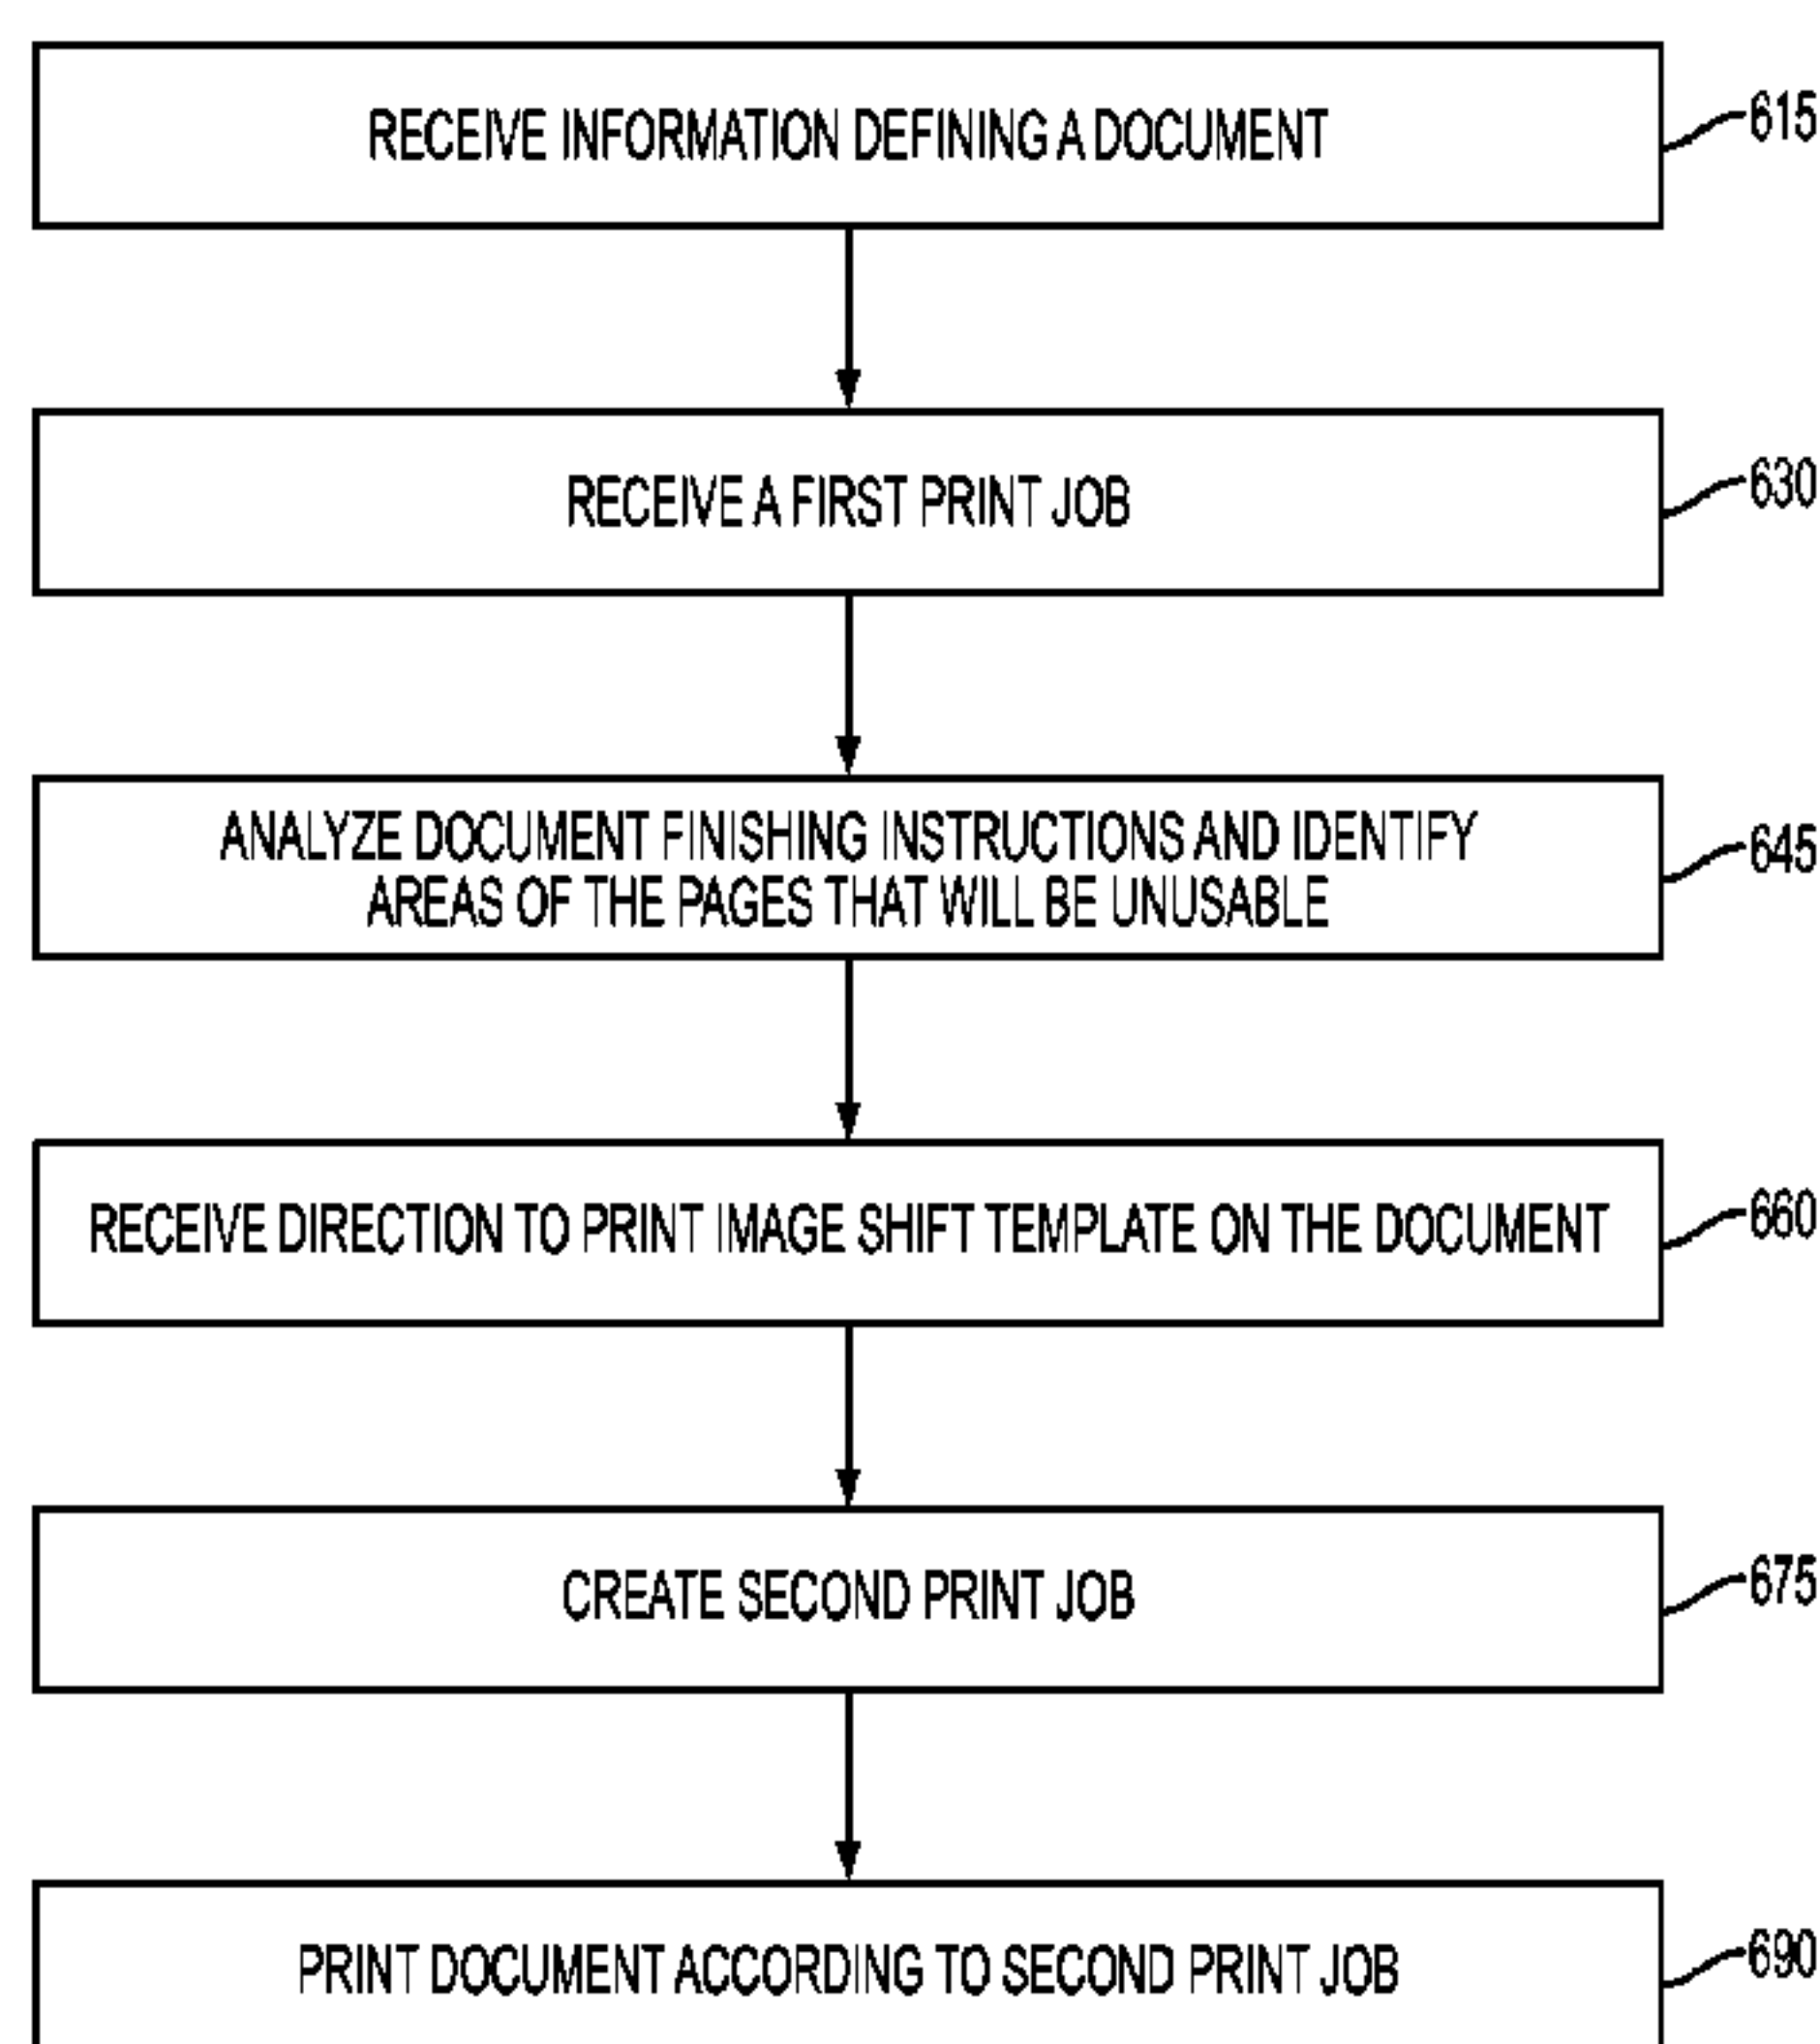 RECEIVE INFORMATION DEFINING A DOCUMENT
615
RECEIVE A FIRST PRINT JOB
630
ANALYZE DOCUMENT FINISHING INSTRUCTIONS AND IDENTIFY
AREAS OF THE PAGES THAT WILL BE UNUSABLE
645
RECEIVE DIRECTION TO PRINT IMAGE SHIFT TEMPLATE ON THE DOCUMENT
660
CREATE SECOND PRINT JOB
675
PRINT DOCUMENT ACCORDING TO SECOND PRINT JOB
690